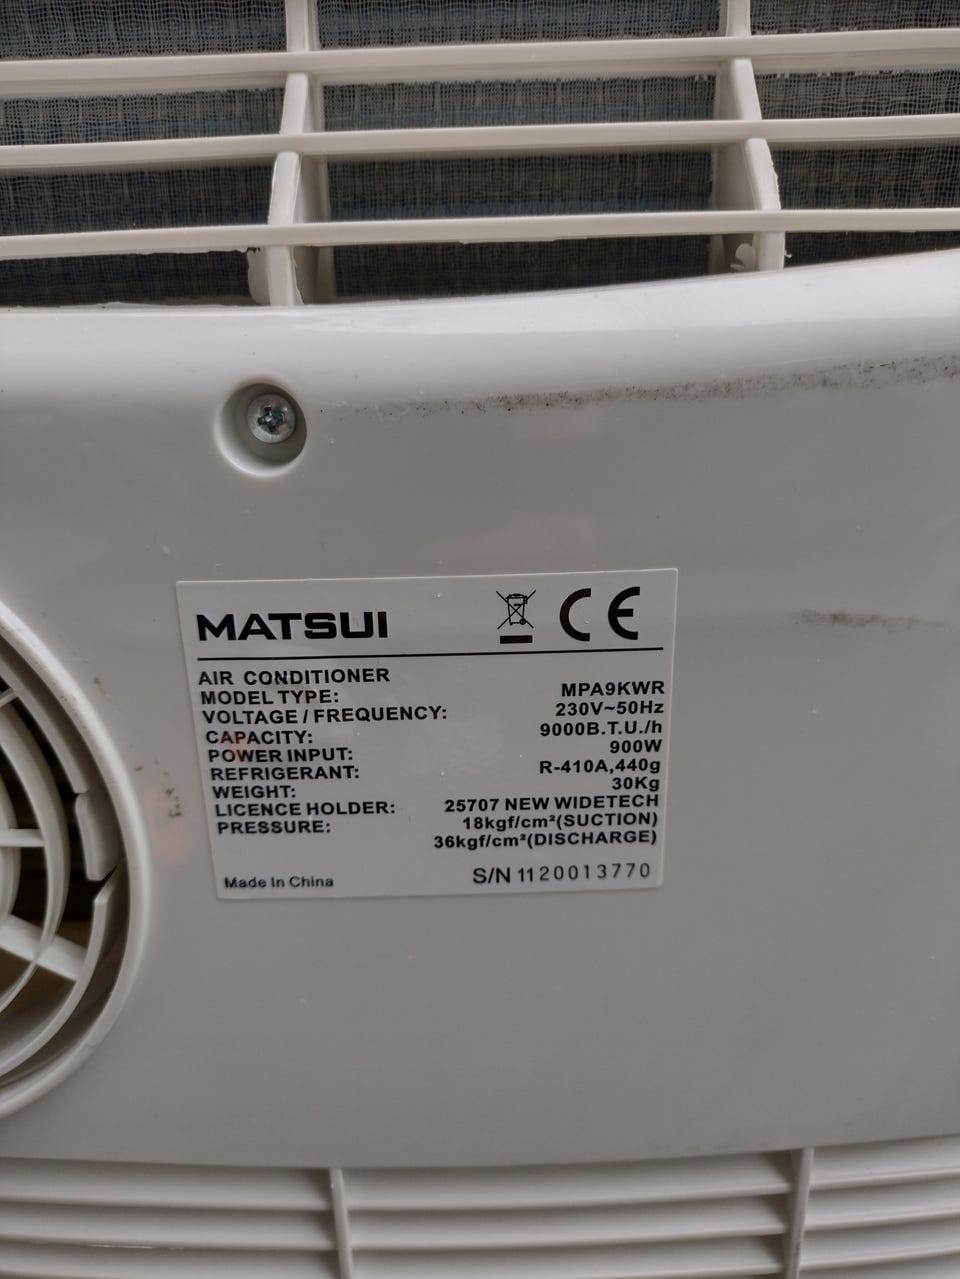 MATSUI CE
AIR CONDITIONER
MODEL TYPE: MPA9KWR
VOLTAGE / FREQUENCY: 230V~50Hz
CAPACITY: 9000B.T.U./h
POWER INPUT: 900W
REFRIGERANT: R-410A,440g
WEIGHT: 30Kg
LICENCE HOLDER: 25707 NEW WIDETECH
PRESSURE: 18kgf/cm²(SUCTION)
36kgf/cm²(DISCHARGE)
Made In China S/N 1120013770